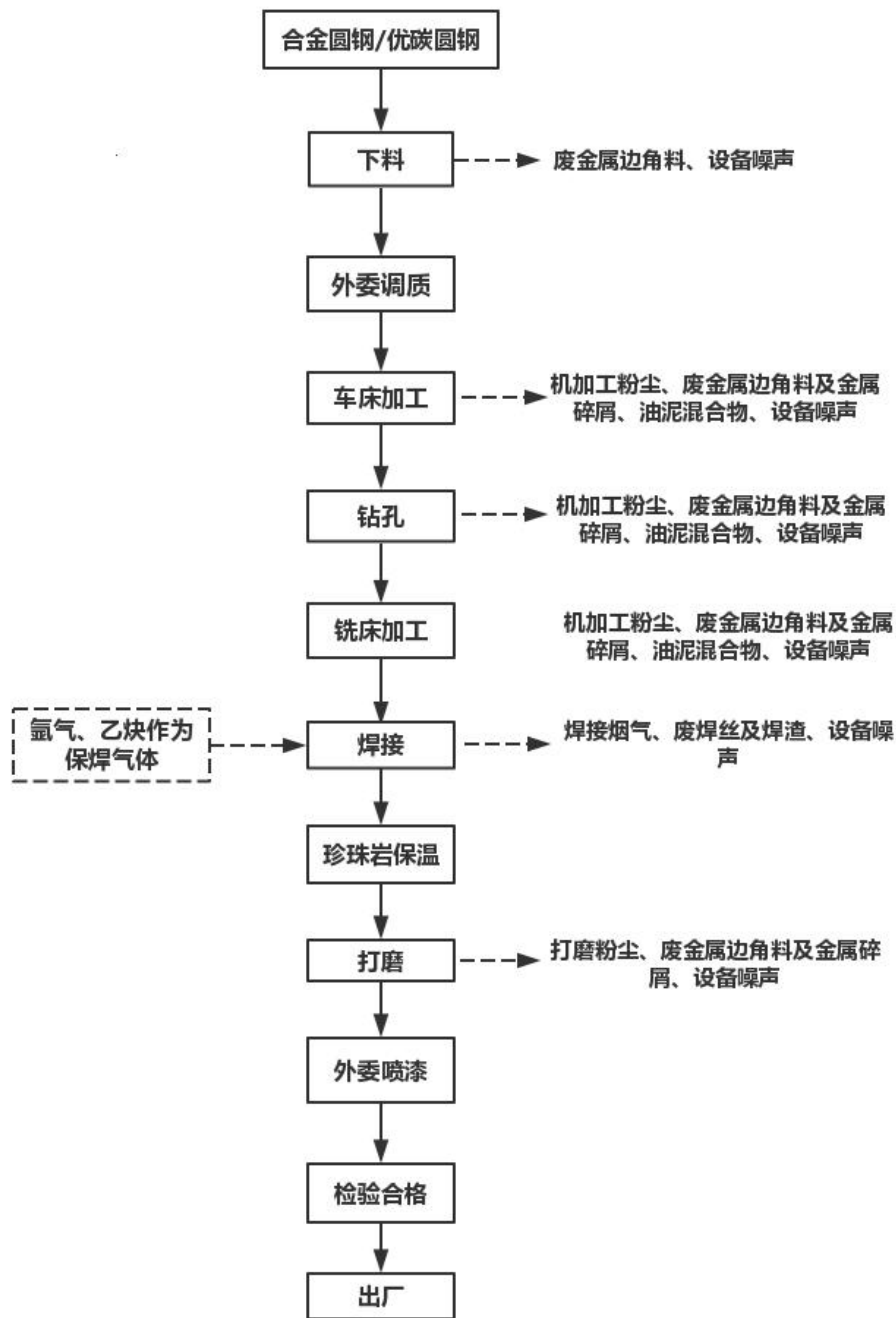 合金圆钢/优碳圆钢
下料
废金属边角料、设备噪声
外委调质
车床加工
机加工粉尘、废金属边角料及金属
碎屑、油泥混合物、设备噪声
钻孔
机加工粉尘、废金属边角料及金属
碎屑、油泥混合物、设备噪声
铣床加工
机加工粉尘、废金属边角料及金属
碎屑、油泥混合物、设备噪声
氩气、乙炔作为
保焊气体
焊接
焊接烟气、废焊丝及焊渣、设备噪
声
珍珠岩保温
打磨
打磨粉尘、废金属边角料及金属碎
屑、设备噪声
外委喷漆
检验合格
出厂